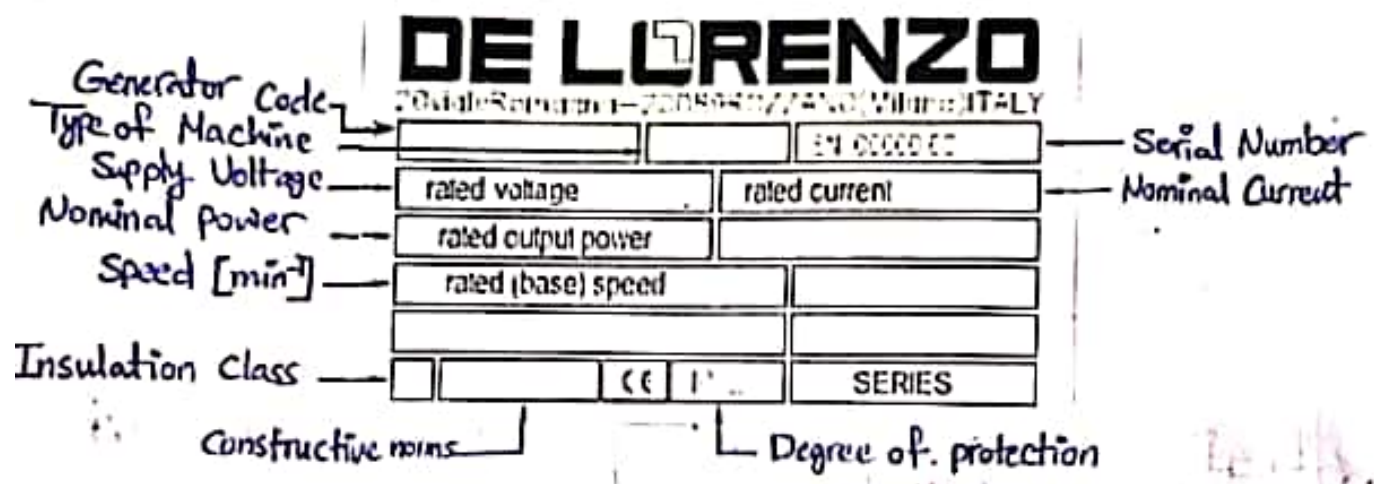 DE LORENZO
ITALY
Generator Code
Type of Machine
Serial Number
Supply Voltage
rated voltage
rated current
Nominal Current
Nominal power
rated output power
Speed [min⁻¹]
rated (base) speed
Insulation Class
CE
SERIES
Constructive norms
Degree of. protection